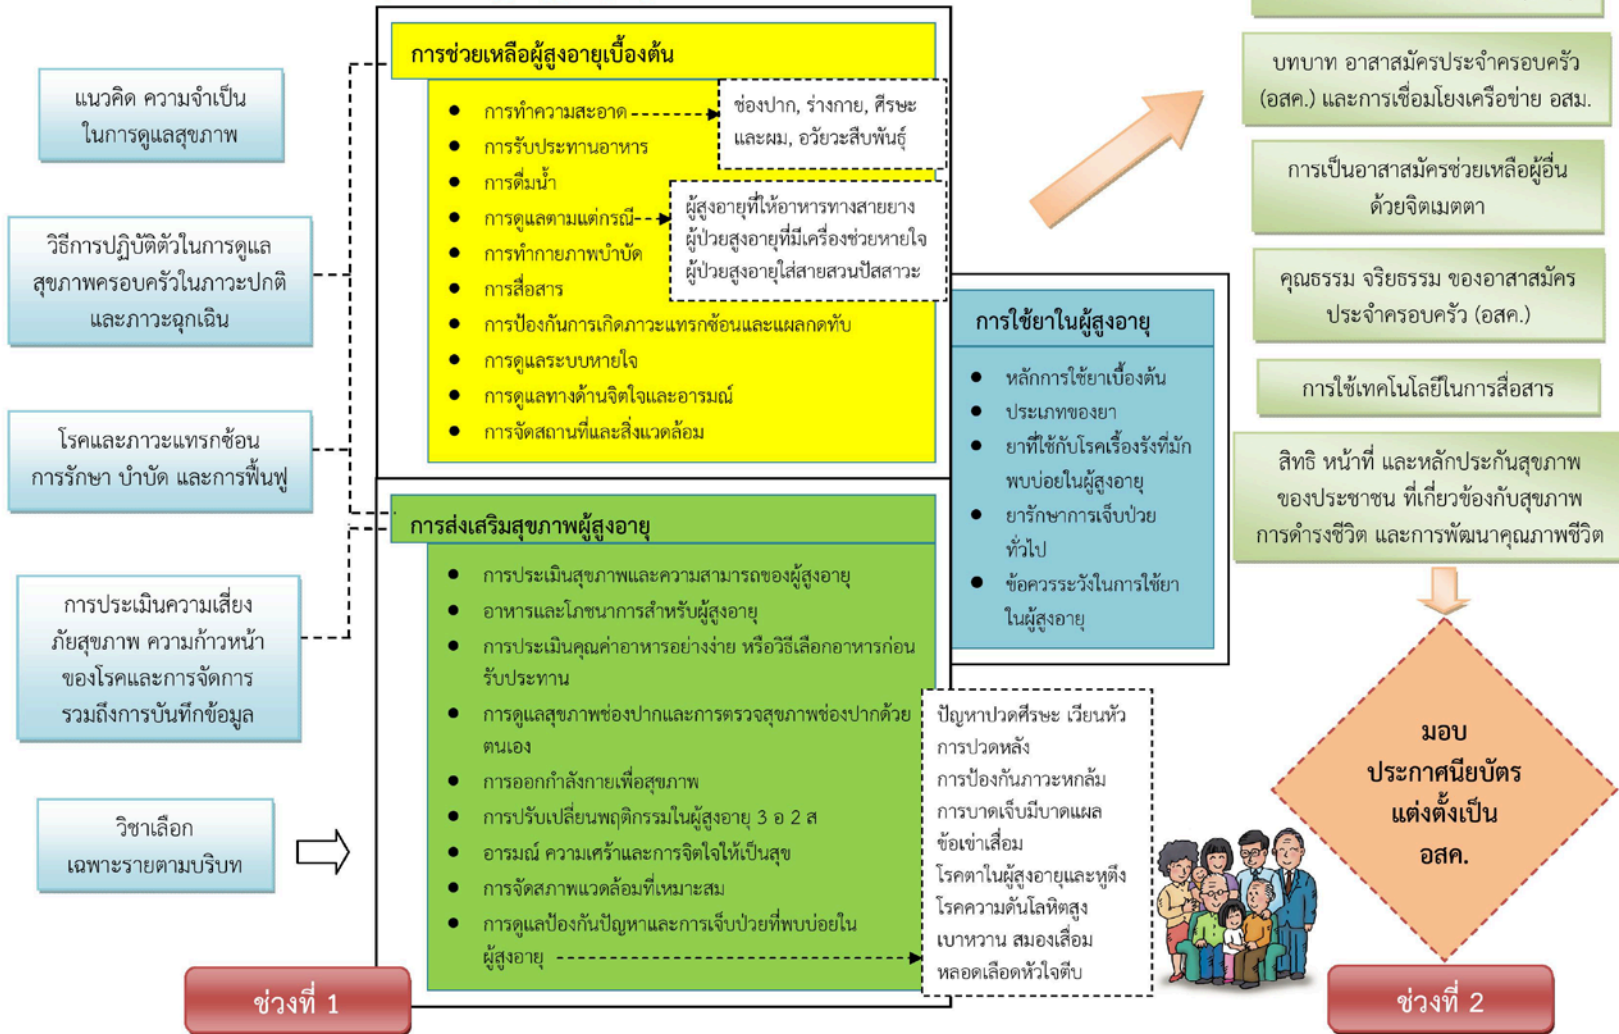 แนวคิด ความจำเป็น
ในการดูแลสุขภาพ
วิธีการปฏิบัติตัวในการดูแล
สุขภาพครอบครัวในภาวะปกติ
และภาวะฉุกเฉิน
โรคและภาวะแทรกซ้อน
การรักษา บำบัด และการฟื้นฟู
การประเมินความเสี่ยง
ภัยสุขภาพ ความก้าวหน้า
ของโรคและการจัดการ
รวมถึงการบันทึกข้อมูล
วิชาเลือก
เฉพาะรายตามบริบท
ช่วงที่ 1
การช่วยเหลือผู้สูงอายุเบื้องต้น
● การทำความสะอาด
● การรับประทานอาหาร
● การดื่มน้ำ
● การดูแลตามแต่กรณี
● การทำกายภาพบำบัด
● การสื่อสาร
● การป้องกันการเกิดภาวะแทรกซ้อนและแผลกดทับ
● การดูแลระบบหายใจ
● การดูแลทางด้านจิตใจและอารมณ์
● การจัดสถานที่และสิ่งแวดล้อม
ช่องปาก, ร่างกาย, ศีรษะ
และผม, อวัยวะสืบพันธุ์
ผู้สูงอายุที่ให้อาหารทางสายยาง
ผู้ป่วยสูงอายุที่มีเครื่องช่วยหายใจ
ผู้ป่วยสูงอายุใส่สายสวนปัสสาวะ
การส่งเสริมสุขภาพผู้สูงอายุ
● การประเมินสุขภาพและความสามารถของผู้สูงอายุ
● อาหารและโภชนาการสำหรับผู้สูงอายุ
● การประเมินคุณค่าอาหารอย่างง่าย หรือวิธีเลือกอาหารก่อน
รับประทาน
● การดูแลสุขภาพช่องปากและการตรวจสุขภาพช่องปากด้วย
ตนเอง
● การออกกำลังกายเพื่อสุขภาพ
● การปรับเปลี่ยนพฤติกรรมในผู้สูงอายุ 3 อ 2 ส
● อารมณ์ ความเศร้าและการจิตใจให้เป็นสุข
● การจัดสภาพแวดล้อมที่เหมาะสม
● การดูแลป้องกันปัญหาและการเจ็บป่วยที่พบบ่อยใน
ผู้สูงอายุ
ปัญหาปวดศีรษะ เวียนหัว
การปวดหลัง
การป้องกันภาวะหกล้ม
การบาดเจ็บมีบาดแผล
ข้อเข่าเสื่อม
โรคตาในผู้สูงอายุและหูตึง
โรคความดันโลหิตสูง
เบาหวาน สมองเสื่อม
หลอดเลือดหัวใจตีบ
การใช้ยาในผู้สูงอายุ
● หลักการใช้ยาเบื้องต้น
● ประเภทของยา
● ยาที่ใช้กับโรคเรื้อรังที่มัก
พบบ่อยในผู้สูงอายุ
● ยารักษาการเจ็บป่วย
ทั่วไป
● ข้อควรระวังในการใช้ยา
ในผู้สูงอายุ
บทบาท อาสาสมัครประจำครอบครัว
(อสค.) และการเชื่อมโยงเครือข่าย อสม.
การเป็นอาสาสมัครช่วยเหลือผู้อื่น
ด้วยจิตเมตตา
คุณธรรม จริยธรรม ของอาสาสมัคร
ประจำครอบครัว (อสค.)
การใช้เทคโนโลยีในการสื่อสาร
สิทธิ หน้าที่ และหลักประกันสุขภาพ
ของประชาชน ที่เกี่ยวข้องกับสุขภาพ
การดำรงชีวิต และการพัฒนาคุณภาพชีวิต
มอบ
ประกาศนียบัตร
แต่งตั้งเป็น
อสค.
ช่วงที่ 2